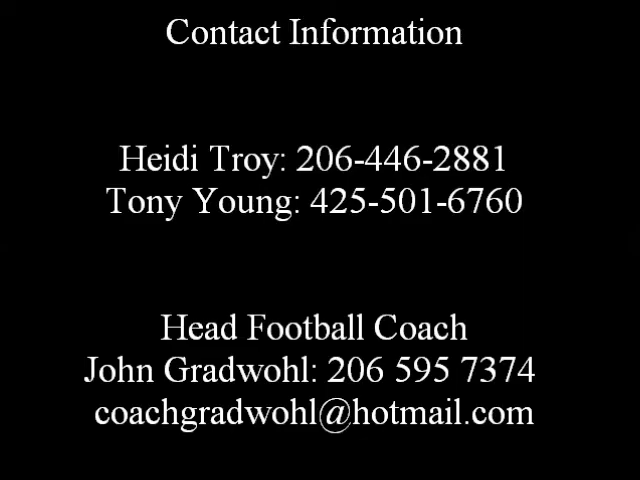 Contact Information
Heidi Troy: 206-446-2881
Tony Young: 425-501-6760
Head Football Coach
John Gradwohl: 206 595 7374
coachgradwohl@hotmail.com